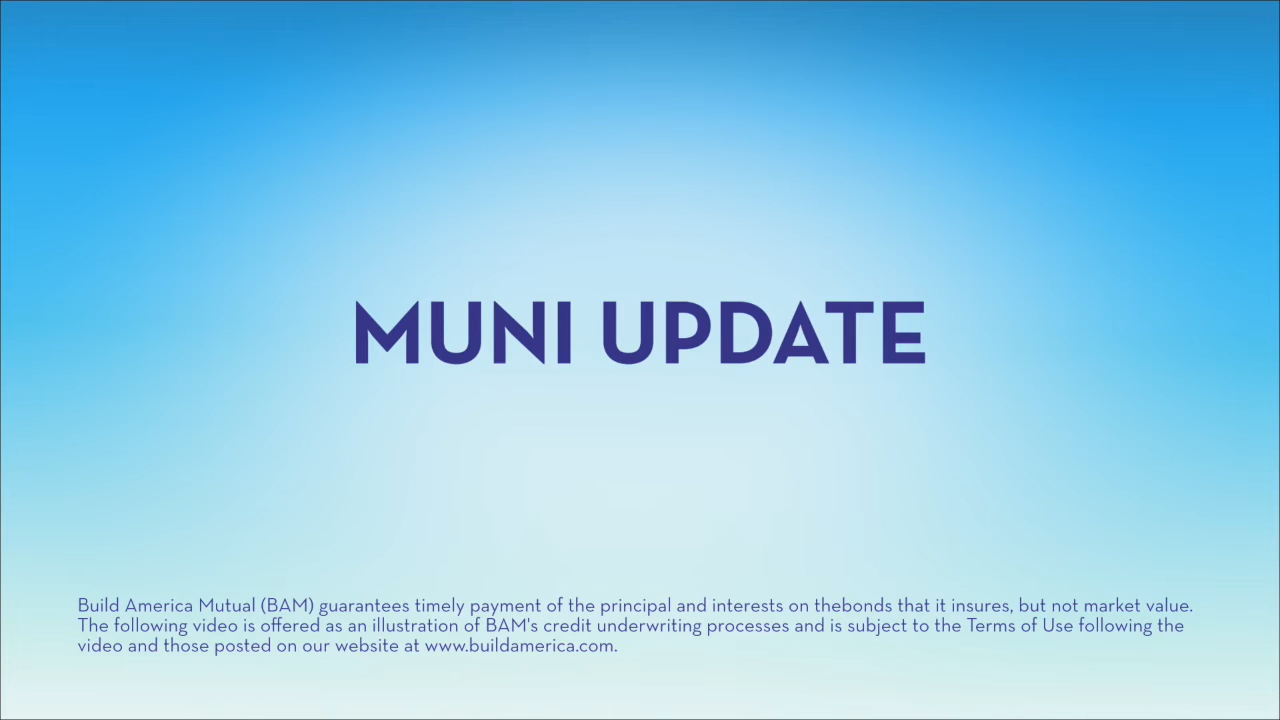 MUNI UPDATE
Build America Mutual (BAM) guarantees timely payment of the principal and interests on thebonds that it insures, but not market value.
The following video is offered as an illustration of BAM's credit underwriting processes and is subject to the Terms of Use following the
video and those posted on our website at www.buildamerica.com.